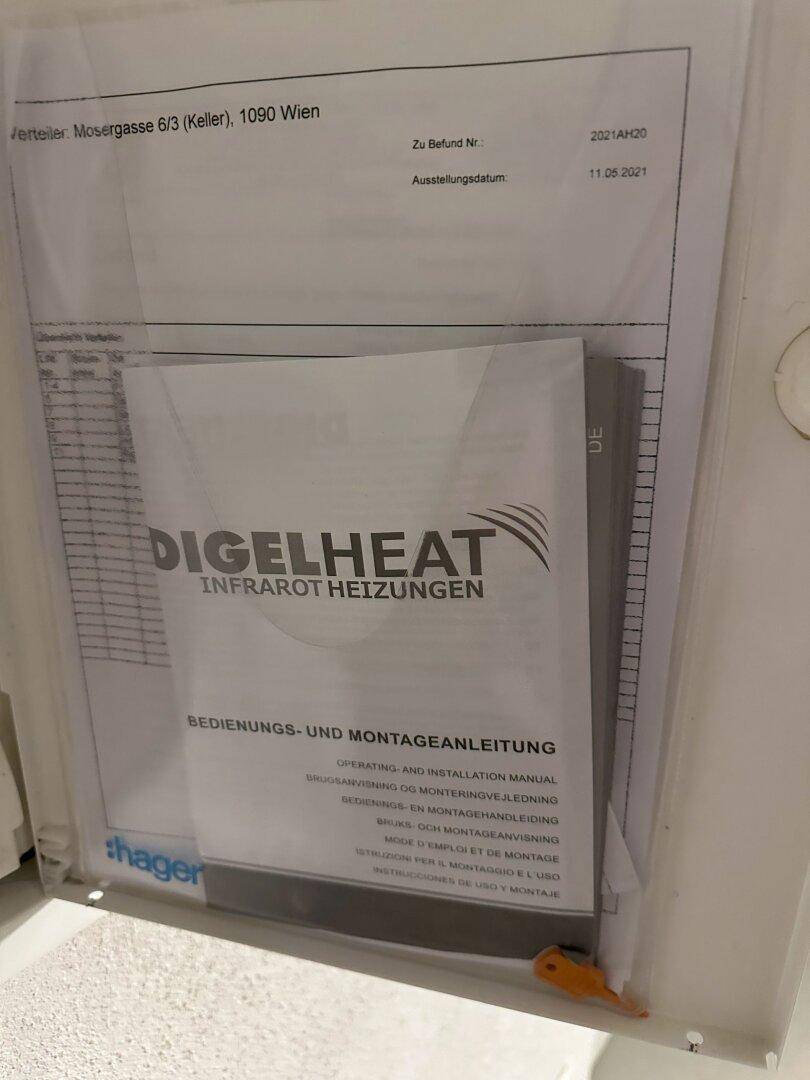 Verteiler: Mosergasse 6/3 (Keller), 1090 Wien
Zu Befund Nr.: 2021AH20
Ausstellungsdatum: 11.05.2021
DE
DIGELHEAT
INFRAROTHEIZUNGEN
BEDIENUNGS- UND MONTAGEANLEITUNG
OPERATING- AND INSTALLATION MANUAL
BRUGSANVISNING OG MONTERINGVEJLEDNING
BEDIENINGS- EN MONTAGEHANDLEIDING
BRUKS- OCH MONTAGEANVISNING
MODE D'EMPLOI ET DE MONTAGE
ISTRUZIONI PER IL MONTAGGIO E L'USO
INSTRUCCIONES DE USO Y MONTAJE
:hager